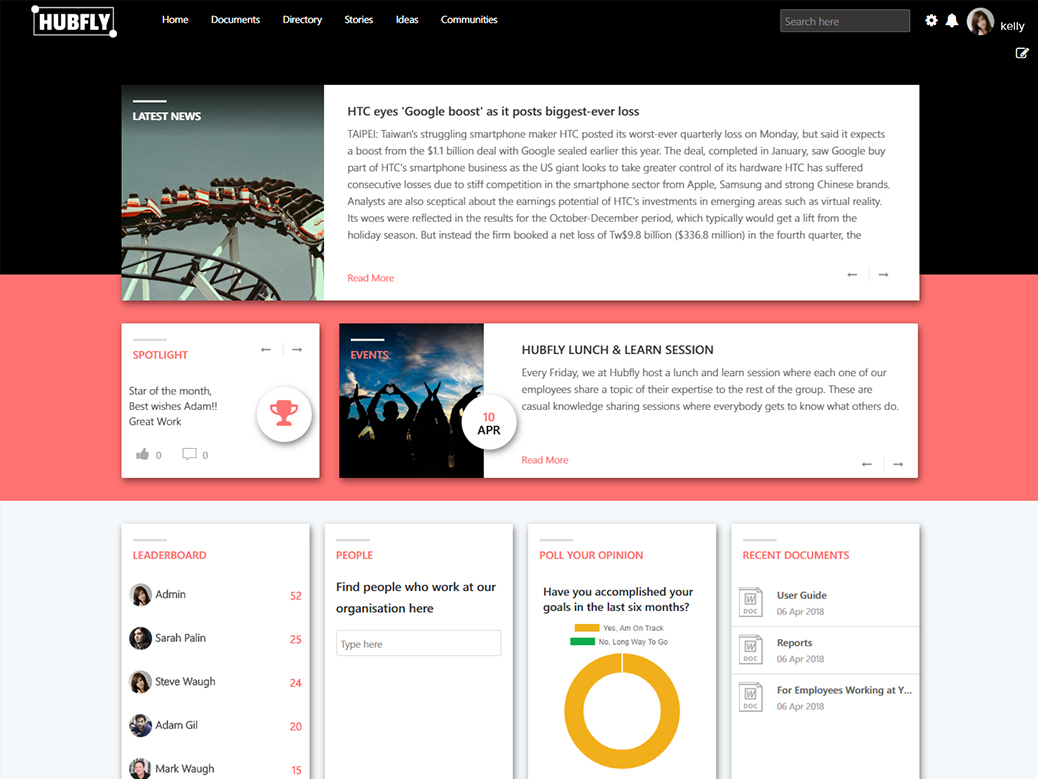 HUBFLY
Home
Documents
Directory
Stories
Ideas
Communities
Search here
kelly
LATEST NEWS
HTC eyes 'Google boost' as it posts biggest-ever loss
TAIPEI: Taiwan's struggling smartphone maker HTC posted its worst-ever quarterly loss on Monday, but said it expects
a boost from the $1.1 billion deal with Google sealed earlier this year. The deal, completed in January, saw Google buy
part of HTC's smartphone business as the US giant looks to take greater control of its hardware HTC has suffered
consecutive losses due to stiff competition in the smartphone sector from Apple, Samsung and strong Chinese brands.
Analysts are also sceptical about the earnings potential of HTC's investments in emerging areas such as virtual reality.
Its woes were reflected in the results for the October-December period, which typically would get a lift from the
holiday season. But instead the firm booked a net loss of Tw$9.8 billion ($336.8 million) in the fourth quarter, the
Read More
SPOTLIGHT
Star of the month,
Best wishes Adam!!
Great Work
0
0
EVENTS
10
APR
HUBFLY LUNCH & LEARN SESSION
Every Friday, we at Hubfly host a lunch and learn session where each one of our
employees share a topic of their expertise to the rest of the group. These are
casual knowledge sharing sessions where everybody gets to know what others do.
Read More
LEADERBOARD
Admin 52
Sarah Palin 25
Steve Waugh 24
Adam Gil 20
Mark Waugh 15
PEOPLE
Find people who work at our
organisation here
Type here
POLL YOUR OPINION
Have you accomplished your
goals in the last six months?
Yes, Am On Track
No, Long Way To Go
RECENT DOCUMENTS
W
DOC
User Guide
06 Apr 2018
W
DOC
Reports
06 Apr 2018
W
DOC
For Employees Working at Y...
06 Apr 2018